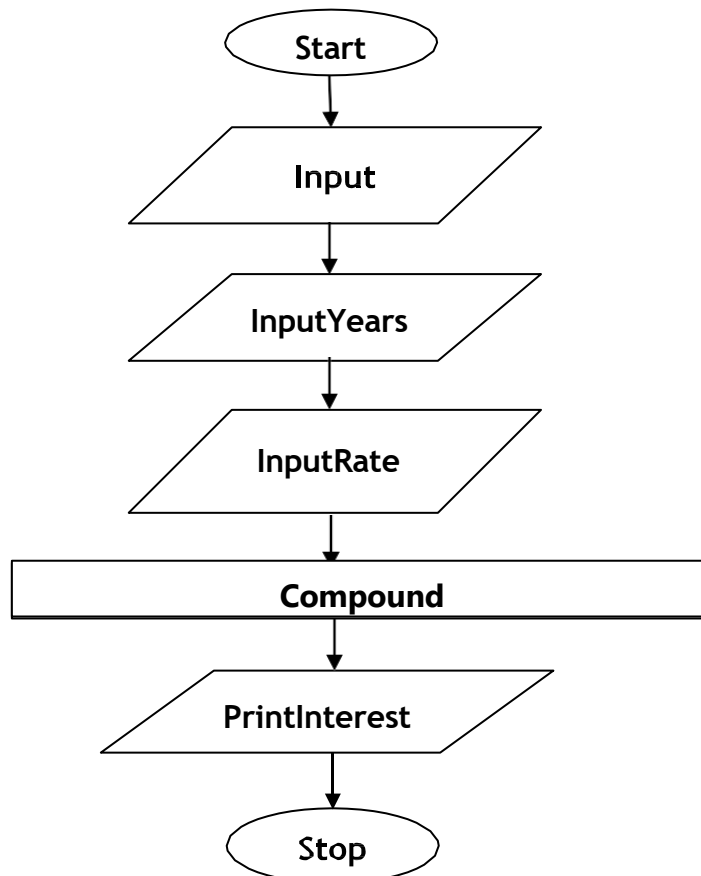 Start
Input
InputYears
InputRate
Compound
PrintInterest
Stop